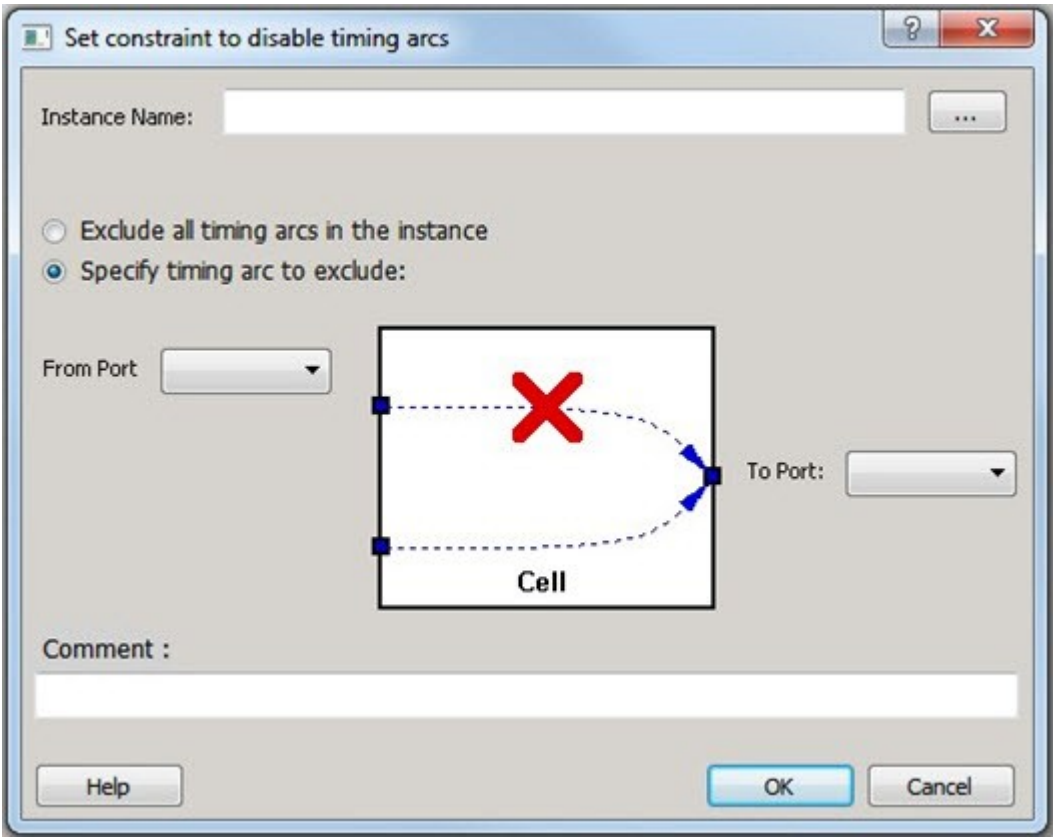 Set constraint to disable timing arcs
Instance Name:
...
Exclude all timing arcs in the instance
Specify timing arc to exclude:
From Port
To Port:
Cell
Comment :
Help
OK
Cancel